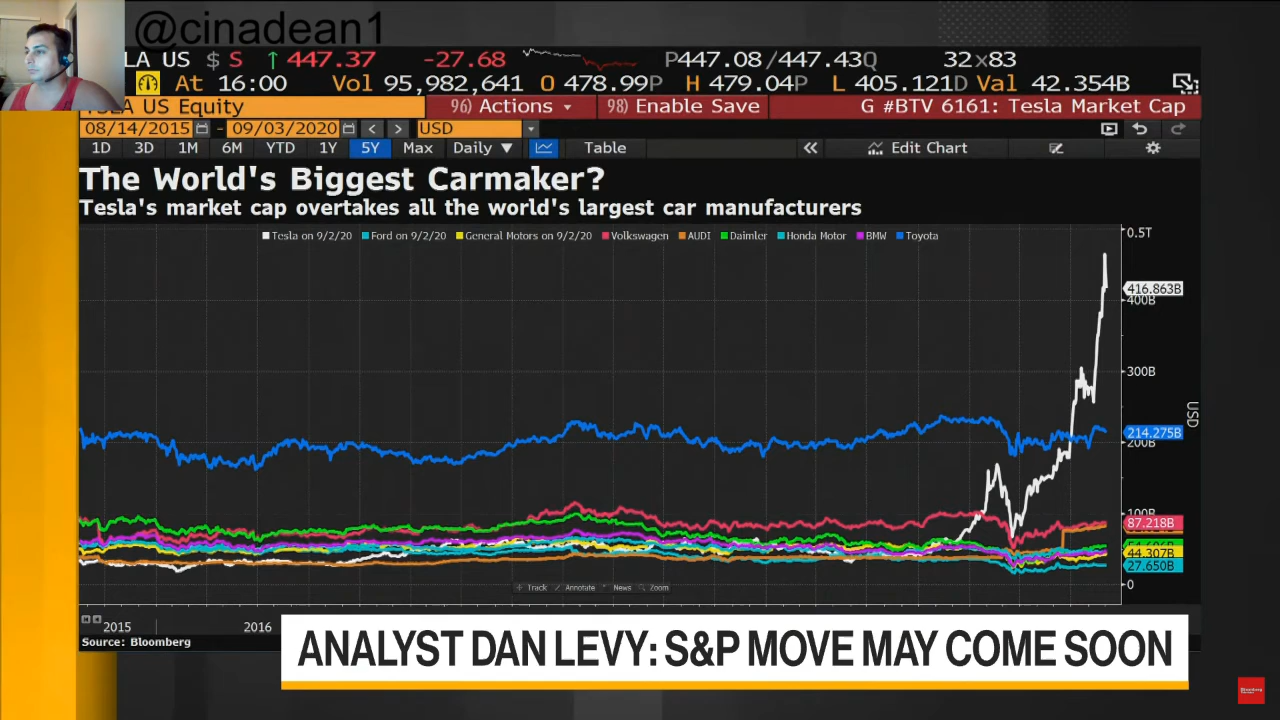 @cinadean1
LA US $ S ↑ 447.37 -27.68 P447.08/447.43Q 32x83
At 16:00 Vol 95,982,641 O 478.99P H 479.04P L 405.121D Val 42.354B
TSLA US Equity 96) Actions 98) Enable Save G #BTV 6161: Tesla Market Cap
08/14/2015 - 09/03/2020 < > USD
1D 3D 1M 6M YTD 1Y 5Y Max Daily ▼ Table « Edit Chart
The World's Biggest Carmaker?
Tesla's market cap overtakes all the world's largest car manufacturers
Tesla on 9/2/20 Ford on 9/2/20 General Motors on 9/2/20 Volkswagen AUDI Daimler Honda Motor BMW Toyota
0.5T
416.863B
400B
300B
USD
214.275B
200B
100B
87.218B
44.307B
27.650B
0
Track Annotate News Zoom
2015 2016
Source: Bloomberg
ANALYST DAN LEVY: S&P MOVE MAY COME SOON
Bloomberg